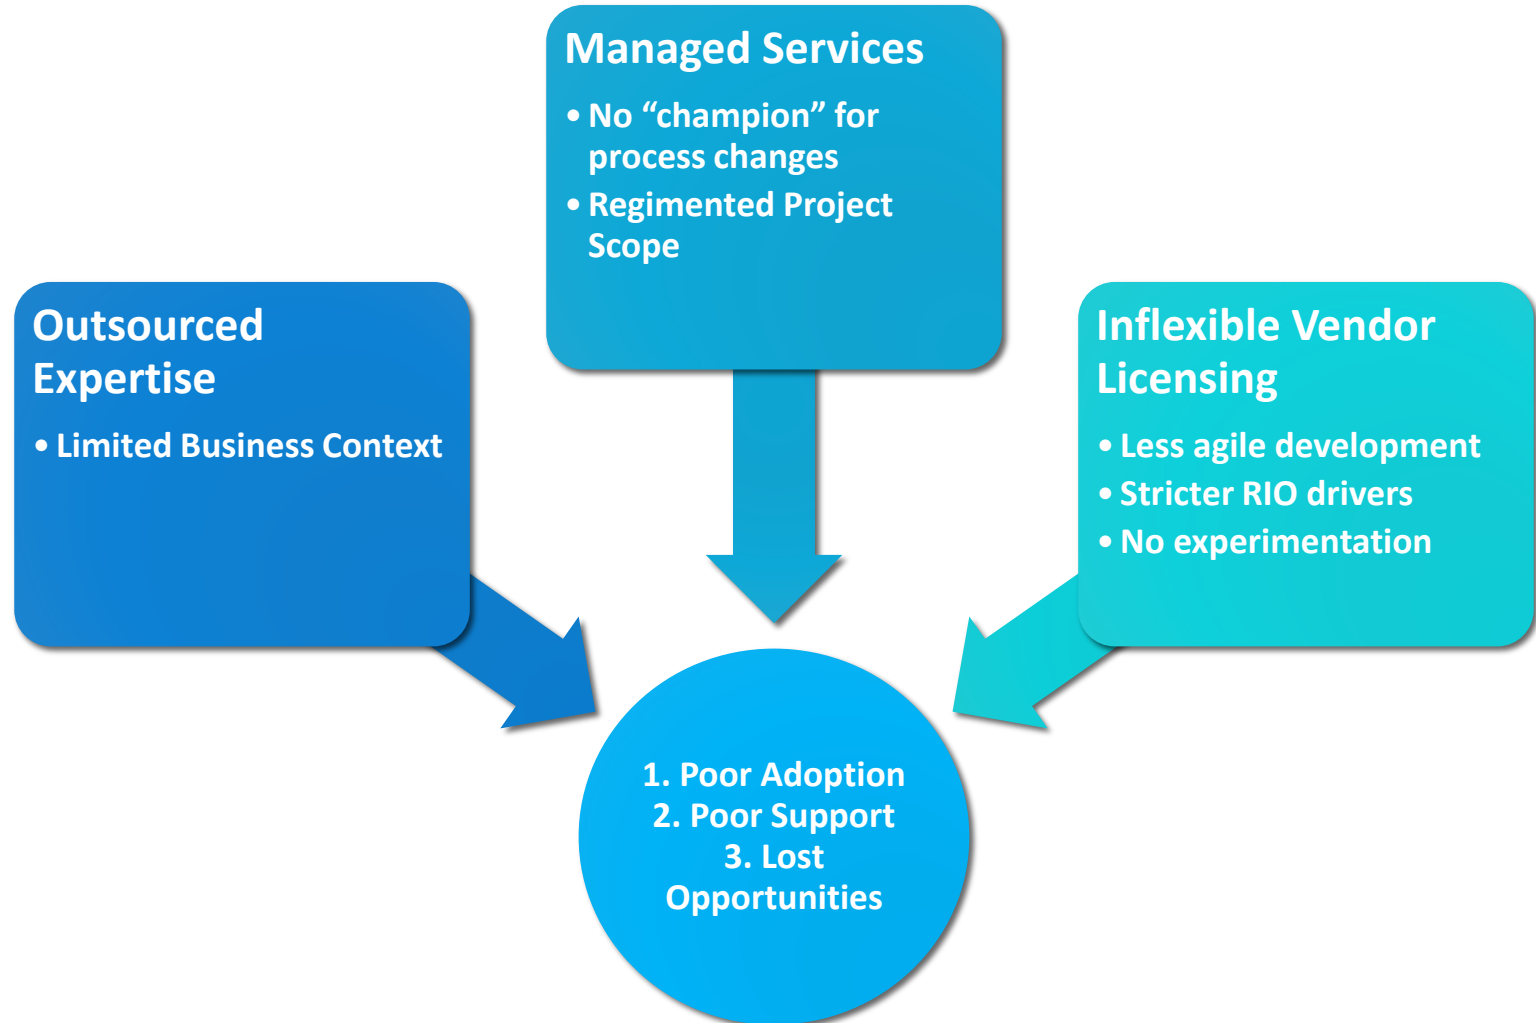 Managed Services
• No “champion” for
process changes
• Regimented Project
Scope
Outsourced
Expertise
• Limited Business Context
Inflexible Vendor
Licensing
• Less agile development
• Stricter RIO drivers
• No experimentation
1. Poor Adoption
2. Poor Support
3. Lost
Opportunities